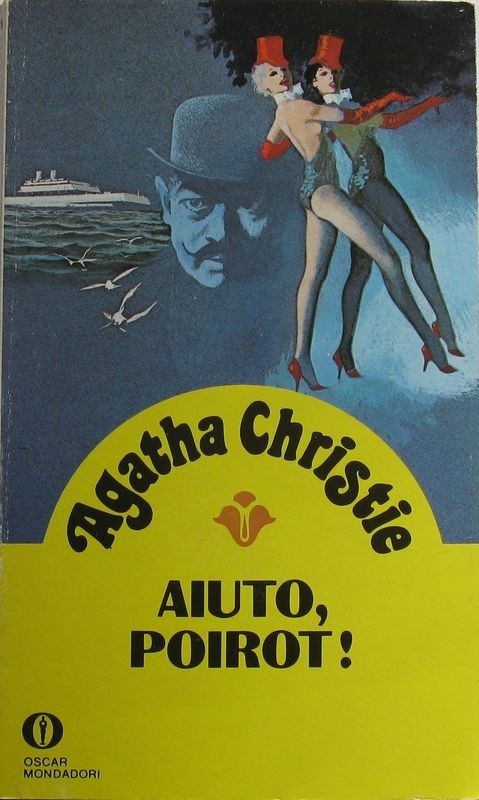 Agatha Christie
AIUTO,
POIROT!
OSCAR
MONDADORI